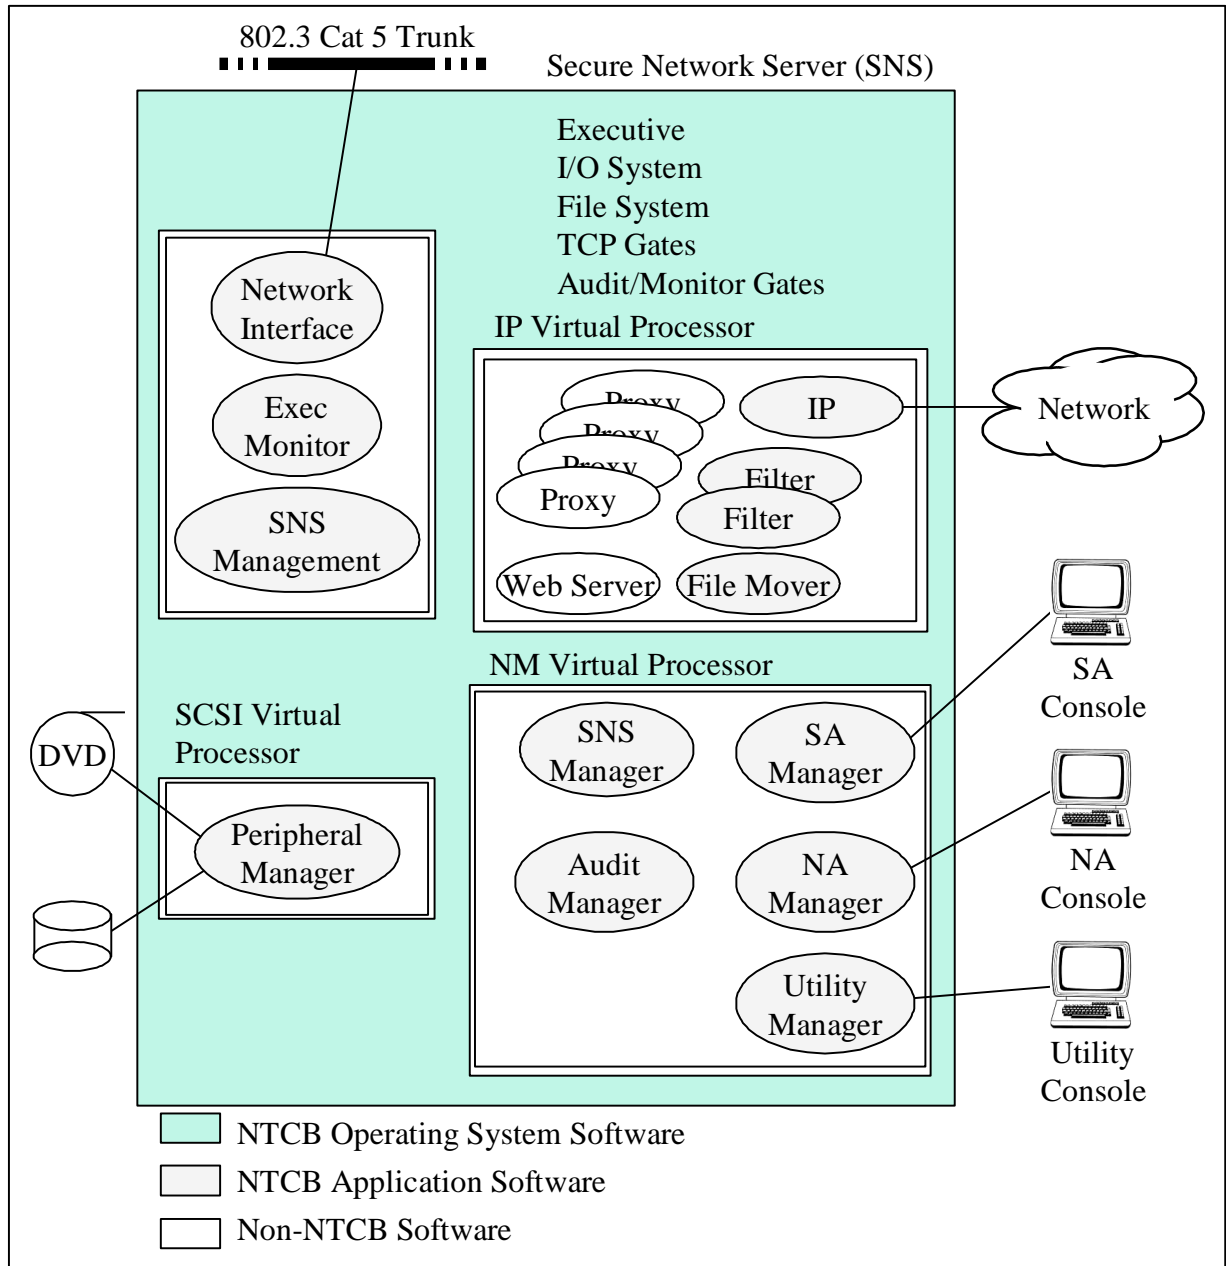 802.3 Cat 5 Trunk
Secure Network Server (SNS)
Executive
I/O System
File System
TCP Gates
Audit/Monitor Gates
Network
Interface
Exec
Monitor
SNS
Management
IP Virtual Processor
Proxy
Proxy
Proxy
Proxy
IP
Filter
Filter
Web Server
File Mover
Network
SCSI Virtual
Processor
DVD
Peripheral
Manager
NM Virtual Processor
SNS
Manager
SA
Manager
Audit
Manager
NA
Manager
Utility
Manager
SA
Console
NA
Console
Utility
Console
NTCB Operating System Software
NTCB Application Software
Non-NTCB Software